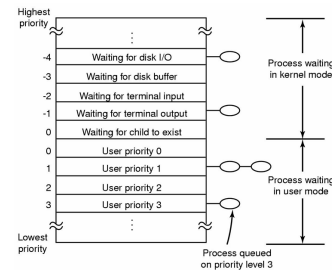 Highest
priority
-4 Waiting for disk I/O
-3 Waiting for disk buffer
-2 Waiting for terminal input
-1 Waiting for terminal output
0 Waiting for child to exist
0 User priority 0
1 User priority 1
2 User priority 2
3 User priority 3
Lowest
priority
Process waiting
in kernel mode
Process waiting
in user mode
Process queued
on priority level 3